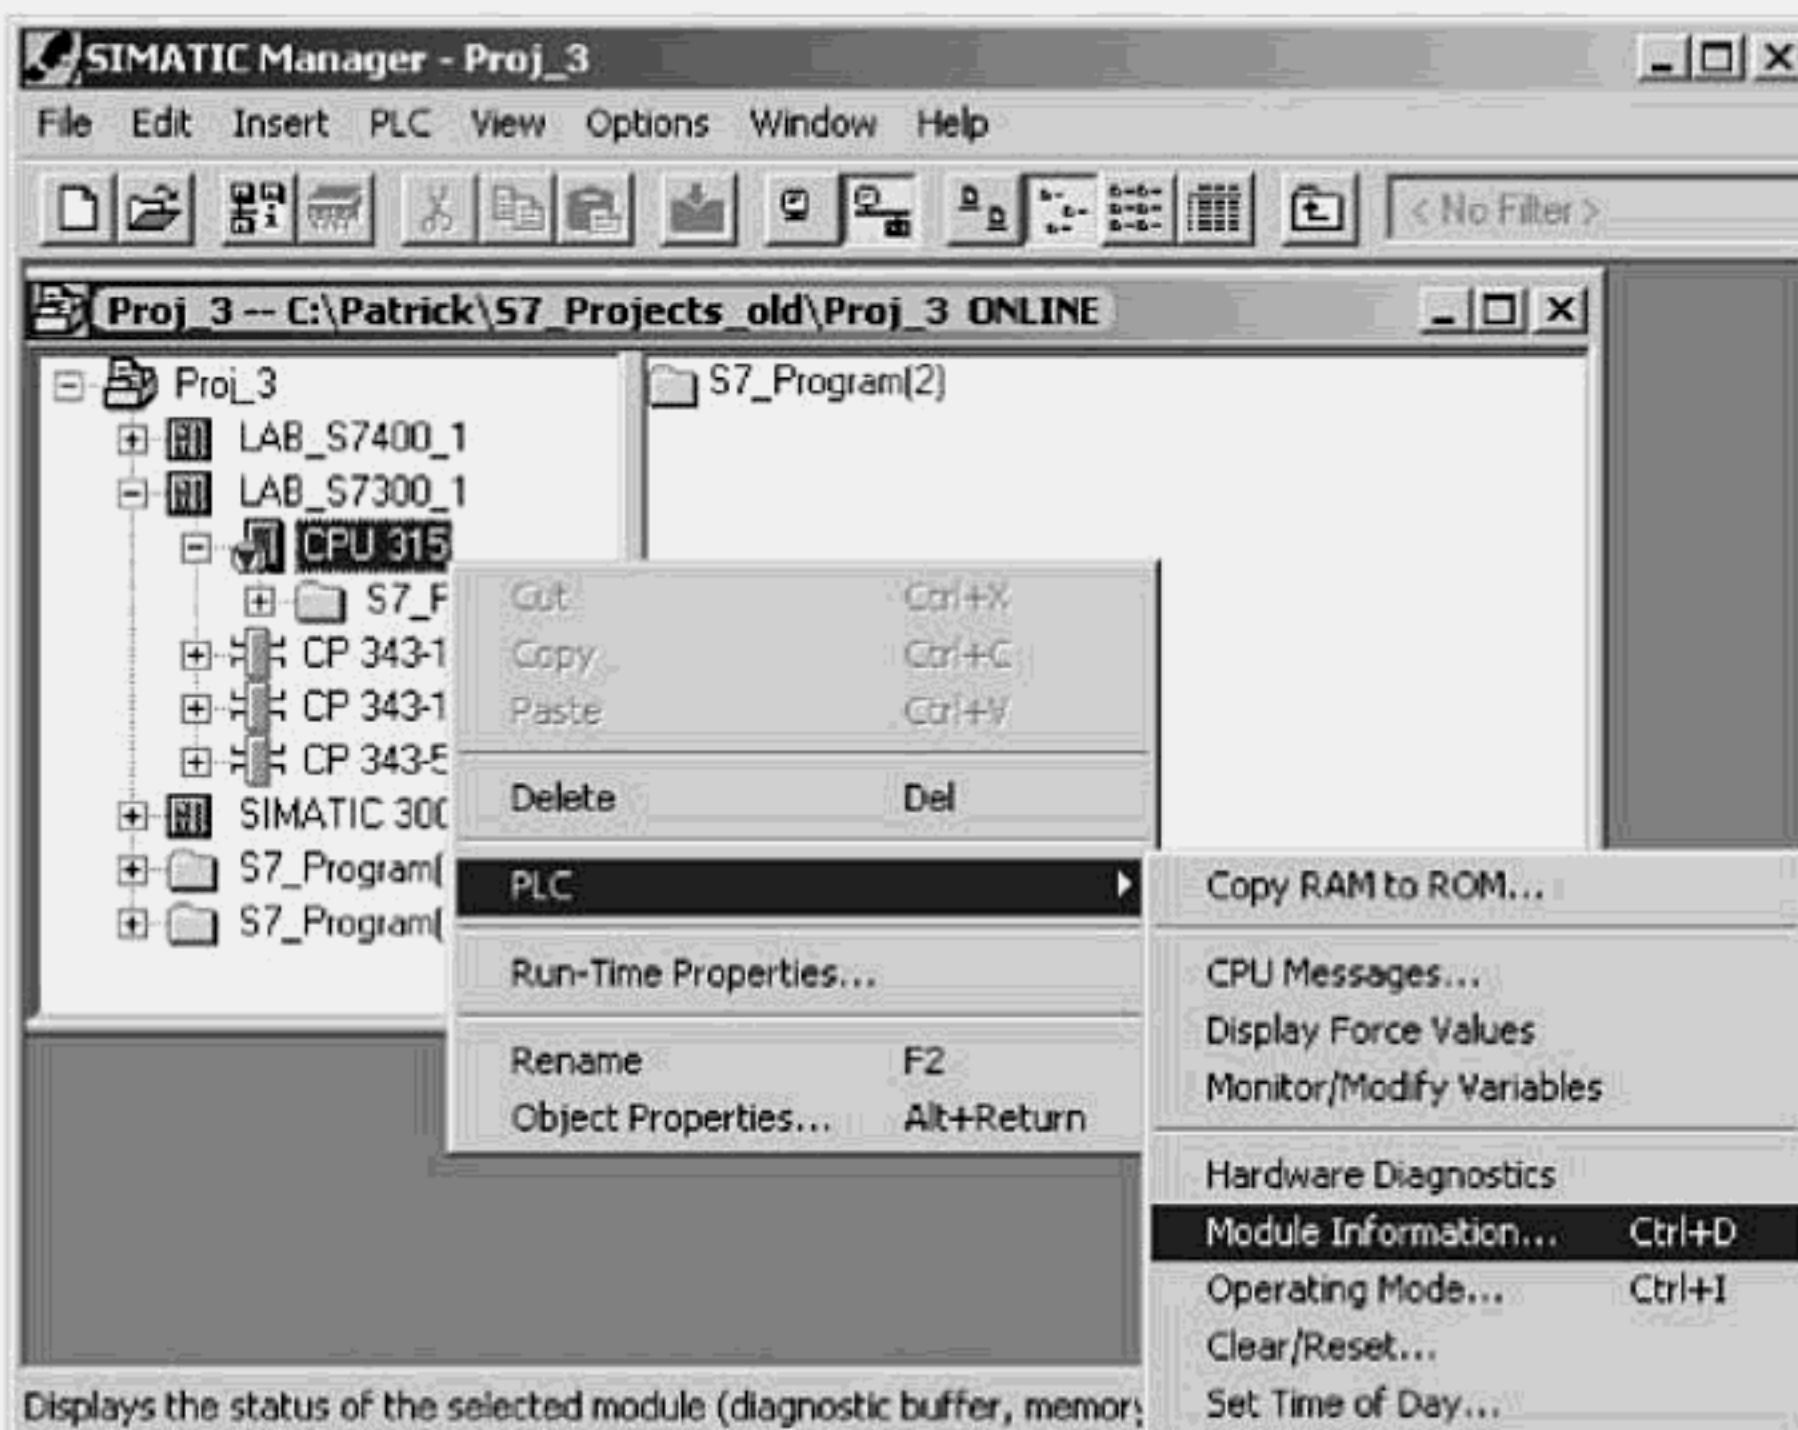 SIMATIC Manager - Proj_3
File Edit Insert PLC View Options Window Help
< No Filter >
Proj_3 -- C:\Patrick\S7_Projects_old\Proj_3 ONLINE
Proj_3
S7_Program(2)
LAB_S7400_1
LAB_S7300_1
CPU 315
S7_P
CP 343-1
CP 343-1
CP 343-5
SIMATIC 300
S7_Program(
S7_Program(
Cut Ctrl+X
Copy Ctrl+C
Paste Ctrl+V
Delete Del
PLC
Run-Time Properties...
Rename F2
Object Properties... Alt+Return
Copy RAM to ROM...
CPU Messages...
Display Force Values
Monitor/Modify Variables
Hardware Diagnostics
Module Information... Ctrl+D
Operating Mode... Ctrl+I
Clear/Reset...
Set Time of Day...
Displays the status of the selected module (diagnostic buffer, memory